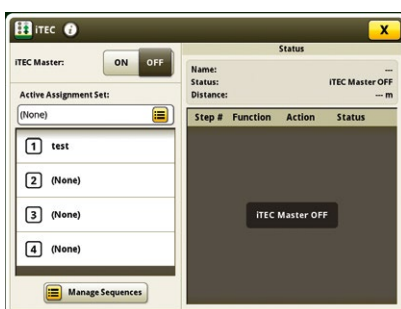 iTEC i
X
iTEC Master:
ON
OFF
Active Assignment Set:
(None)
1 test
2 (None)
3 (None)
4 (None)
Manage Sequences
Status
Name: ---
Status: iTEC Master OFF
Distance: --- m
Step # Function Action Status
iTEC Master OFF